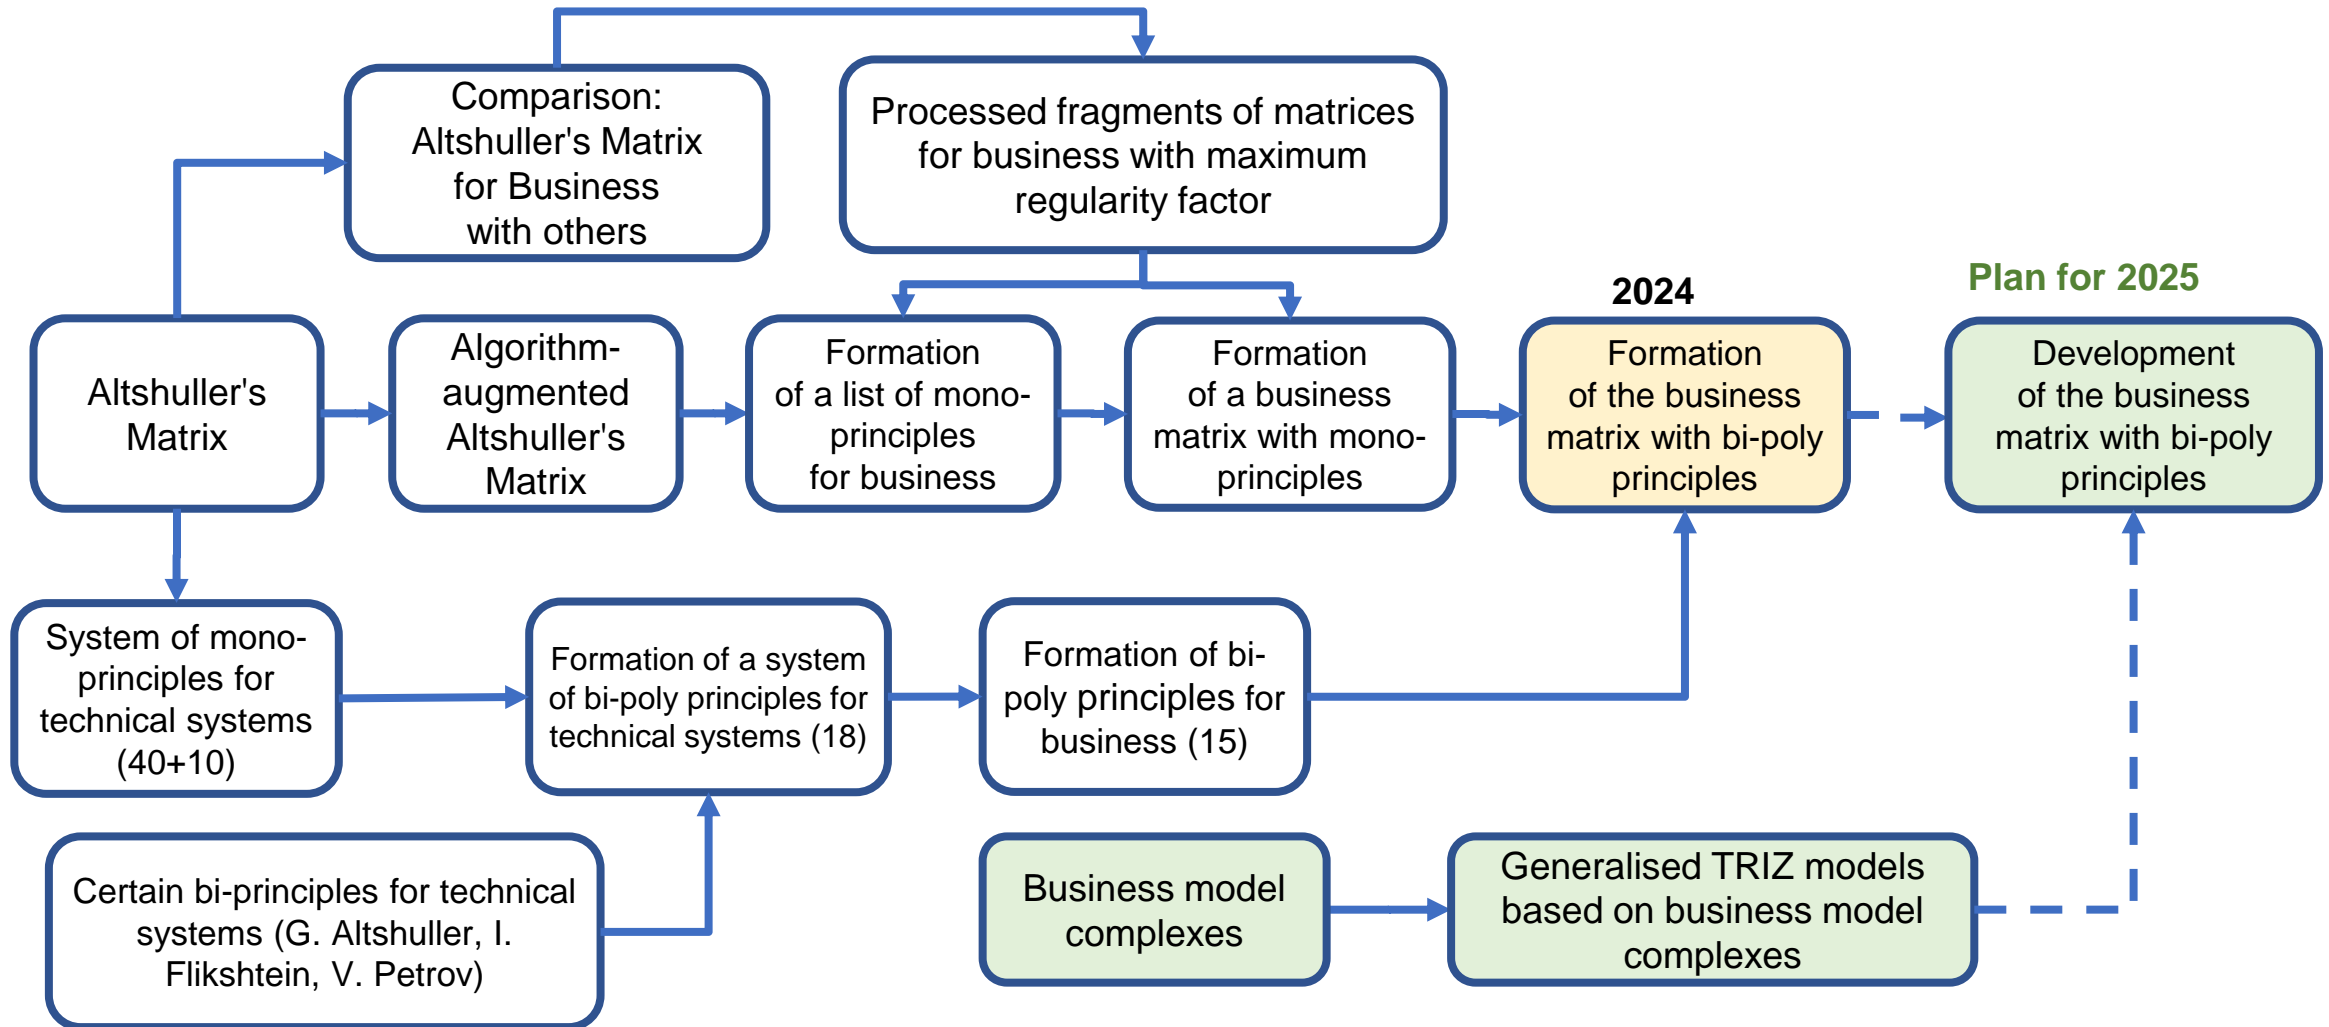 Comparison:
Altshuller's Matrix
for Business
with others
Processed fragments of matrices
for business with maximum
regularity factor
2024
Plan for 2025
Altshuller's
Matrix
Algorithm-
augmented
Altshuller's
Matrix
Formation
of a list of mono-
principles
for business
Formation
of a business
matrix with mono-
principles
Formation
of the business
matrix with bi-poly
principles
Development
of the business
matrix with bi-poly
principles
System of mono-
principles for
technical systems
(40+10)
Formation of a system
of bi-poly principles for
technical systems (18)
Formation of bi-
poly principles for
business (15)
Certain bi-principles for technical
systems (G. Altshuller, I.
Flikshtein, V. Petrov)
Business model
complexes
Generalised TRIZ models
based on business model
complexes